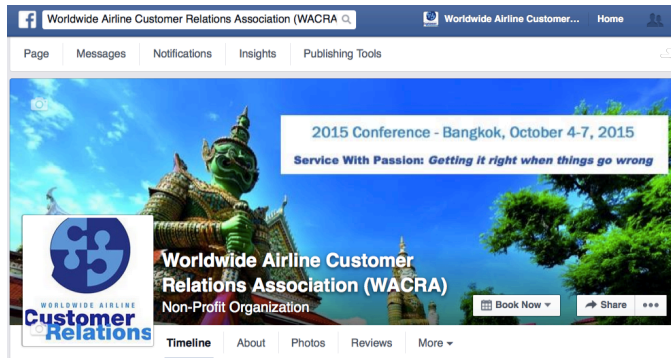 Worldwide Airline Customer Relations Association (WACRA
Worldwide Airline Customer... Home
Page Messages Notifications Insights Publishing Tools
2015 Conference - Bangkok, October 4-7, 2015
Service With Passion: Getting it right when things go wrong
Worldwide Airline Customer
Relations Association (WACRA)
Non-Profit Organization
Book Now
Share
WORLDWIDE AIRLINE
Customer
Relations
Timeline About Photos Reviews More